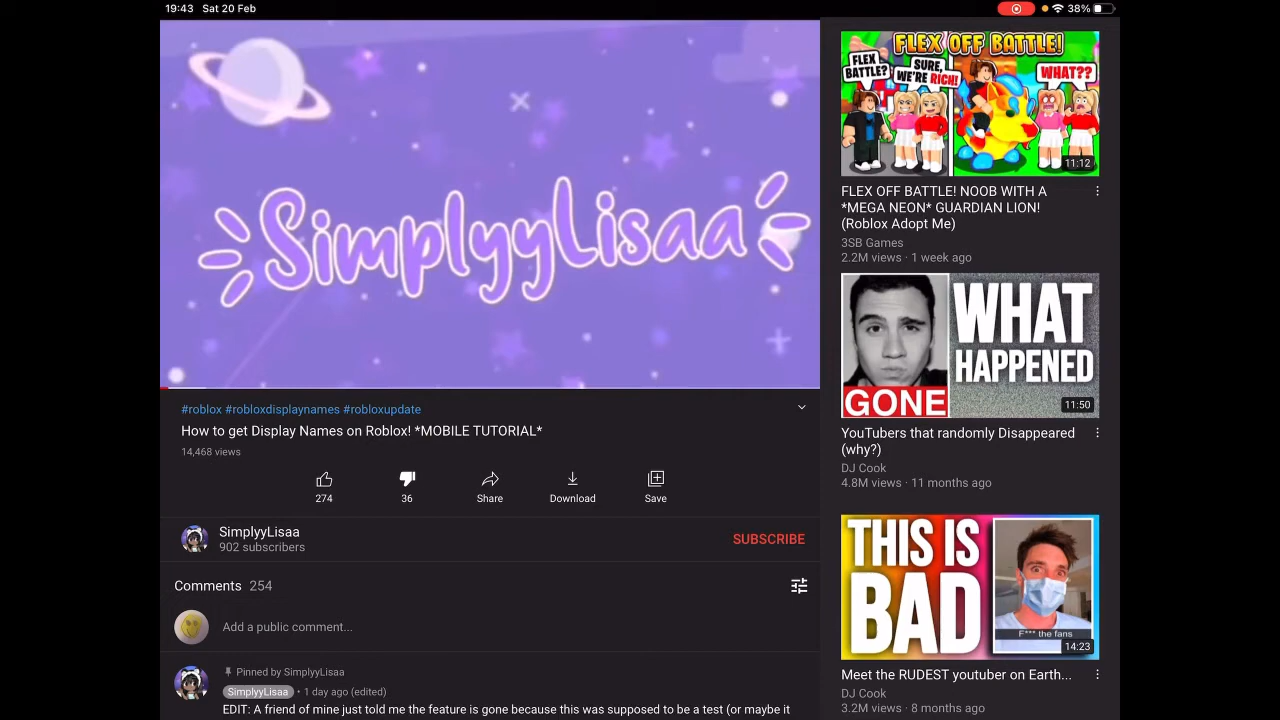 19:43 Sat 20 Feb
38%
SimplyyLisaa
#roblox #robloxdisplaynames #robloxupdate
How to get Display Names on Roblox! *MOBILE TUTORIAL*
14,468 views
274
36
Share
Download
Save
SimplyyLisaa
902 subscribers
SUBSCRIBE
Comments 254
Add a public comment...
Pinned by SimplyyLisaa
SimplyyLisaa • 1 day ago (edited)
EDIT: A friend of mine just told me the feature is gone because this was supposed to be a test (or maybe it
FLEX OFF BATTLE!
FLEX
BATTLE?
SURE,
WE'RE RICH!
WHAT??
11:12
FLEX OFF BATTLE! NOOB WITH A
*MEGA NEON* GUARDIAN LION!
(Roblox Adopt Me)
3SB Games
2.2M views · 1 week ago
WHAT
HAPPENED
GONE
11:50
YouTubers that randomly Disappeared
(why?)
DJ Cook
4.8M views · 11 months ago
THIS IS
BAD
F*** the fans
14:23
Meet the RUDEST youtuber on Earth...
DJ Cook
3.2M views · 8 months ago